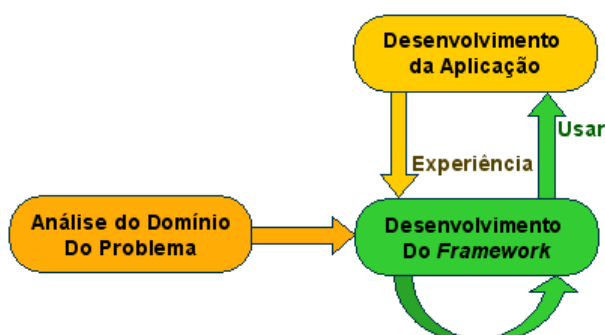 Desenvolvimento
da Aplicação
Usar
Experiência
Análise do Domínio
Do Problema
Desenvolvimento
Do Framework